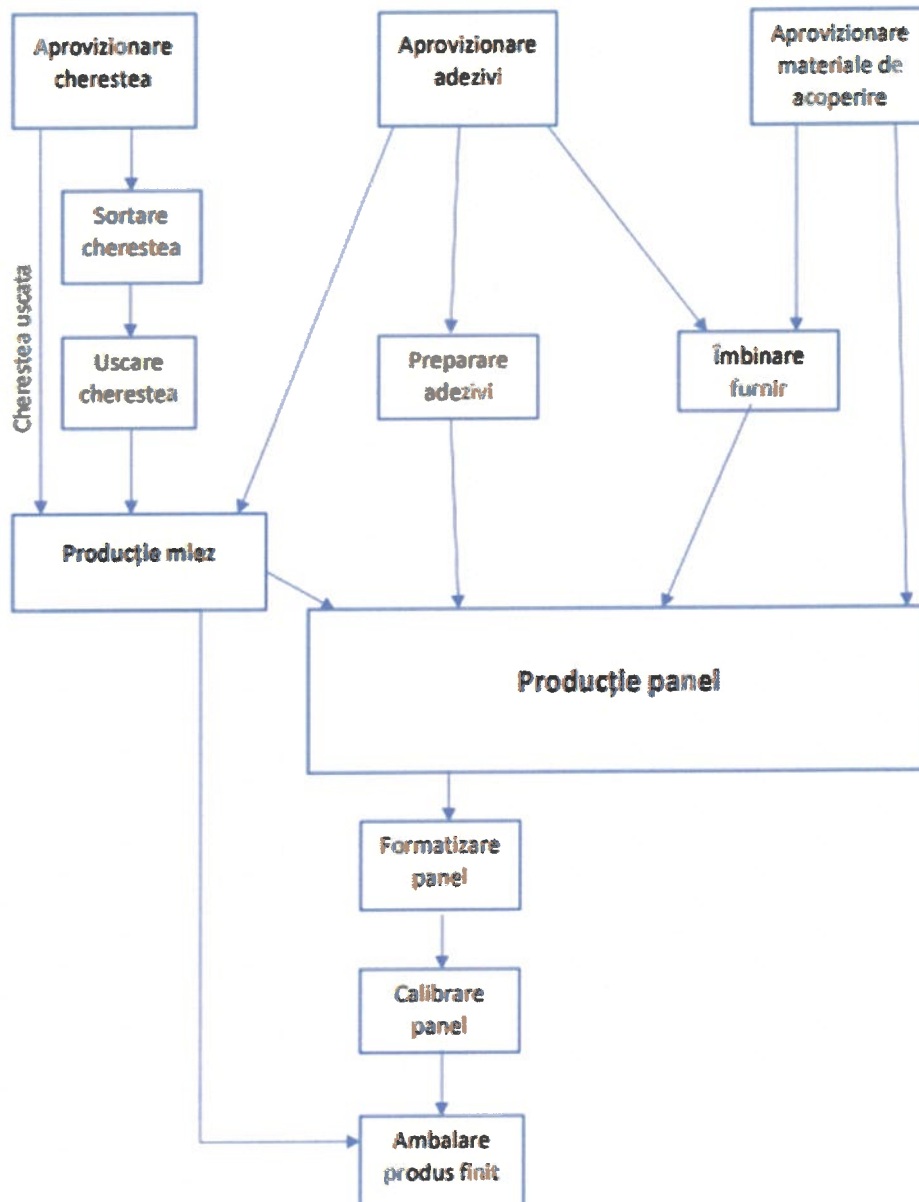 Aprovizionare
cherestea
Aprovizionare
adezivi
Aprovizionare
materiale de
acoperire
Sortare
cherestea
Cherestea uscata
Uscare
cherestea
Preparare
adezivi
Îmbinare
furnir
Producție miez
Producție panel
Formatizare
panel
Calibrare
panel
Ambalare
produs finit